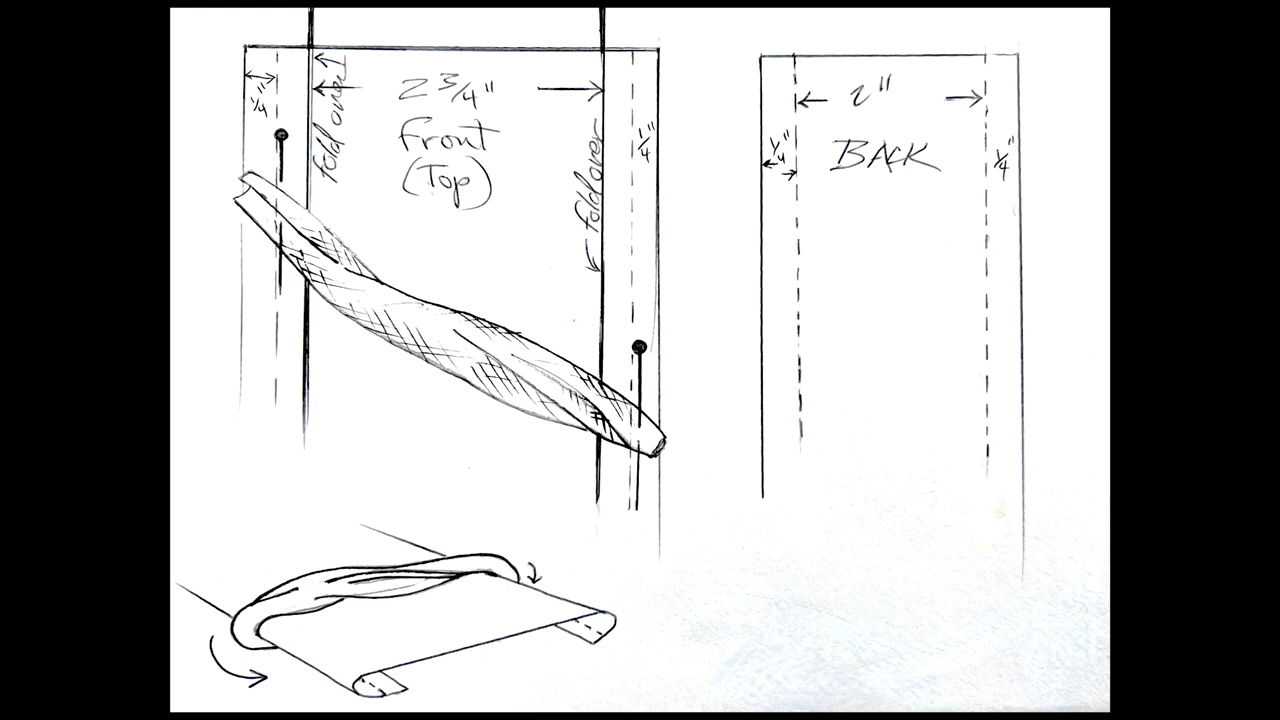 1/4"
fold over
2 3/4"
Front
(Top)
fold over
1/4"
2"
1/4"
BACK
1/4"